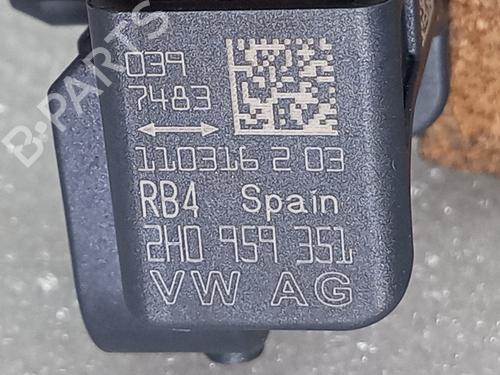 039
7483
110316 2 03
RB4 Spain
2H0 959 351
VW AG
B-PARTS